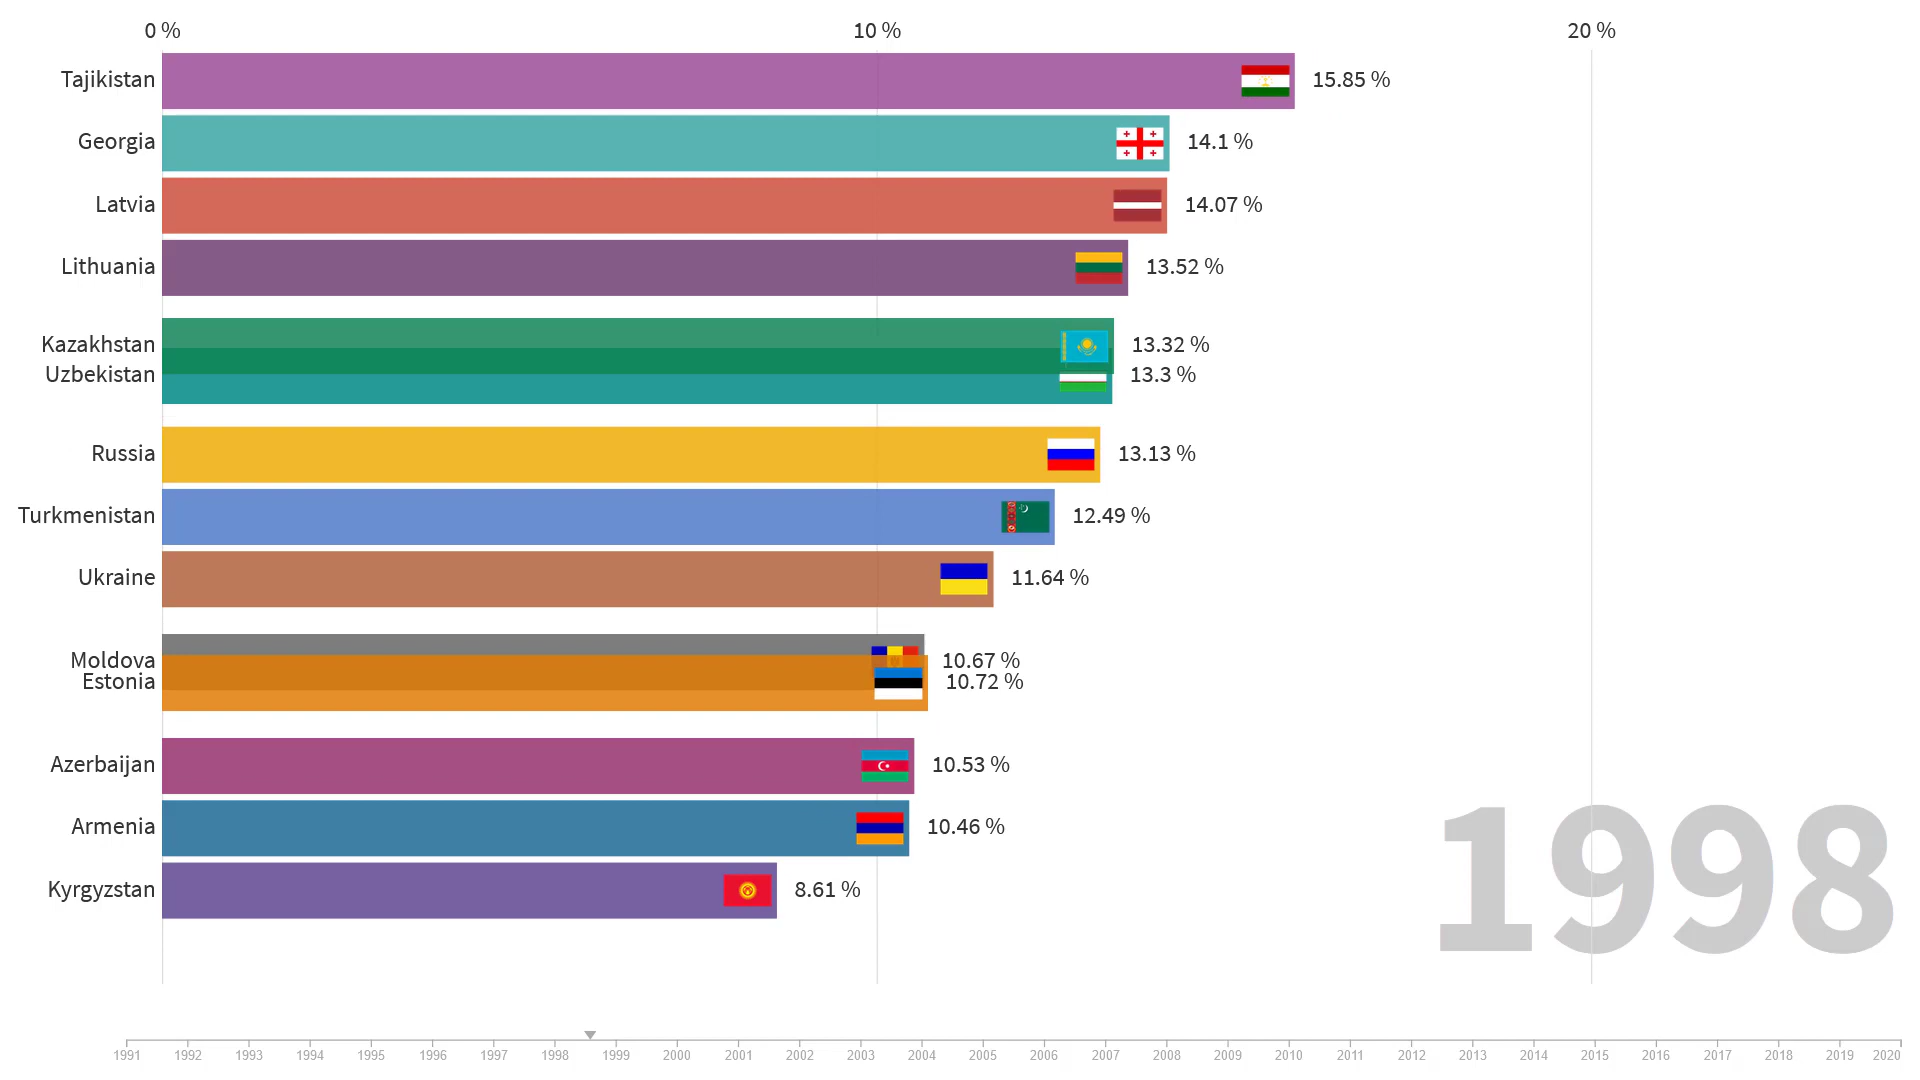 0 % 10 % 20 %
Tajikistan 15.85 %
Georgia 14.1 %
Latvia 14.07 %
Lithuania 13.52 %
Kazakhstan 13.32 %
Uzbekistan 13.3 %
Russia 13.13 %
Turkmenistan 12.49 %
Ukraine 11.64 %
Moldova 10.67 %
Estonia 10.72 %
Azerbaijan 10.53 %
Armenia 10.46 %
Kyrgyzstan 8.61 %
1998
1991 1992 1993 1994 1995 1996 1997 1998 1999 2000 2001 2002 2003 2004 2005 2006 2007 2008 2009 2010 2011 2012 2013 2014 2015 2016 2017 2018 2019 2020